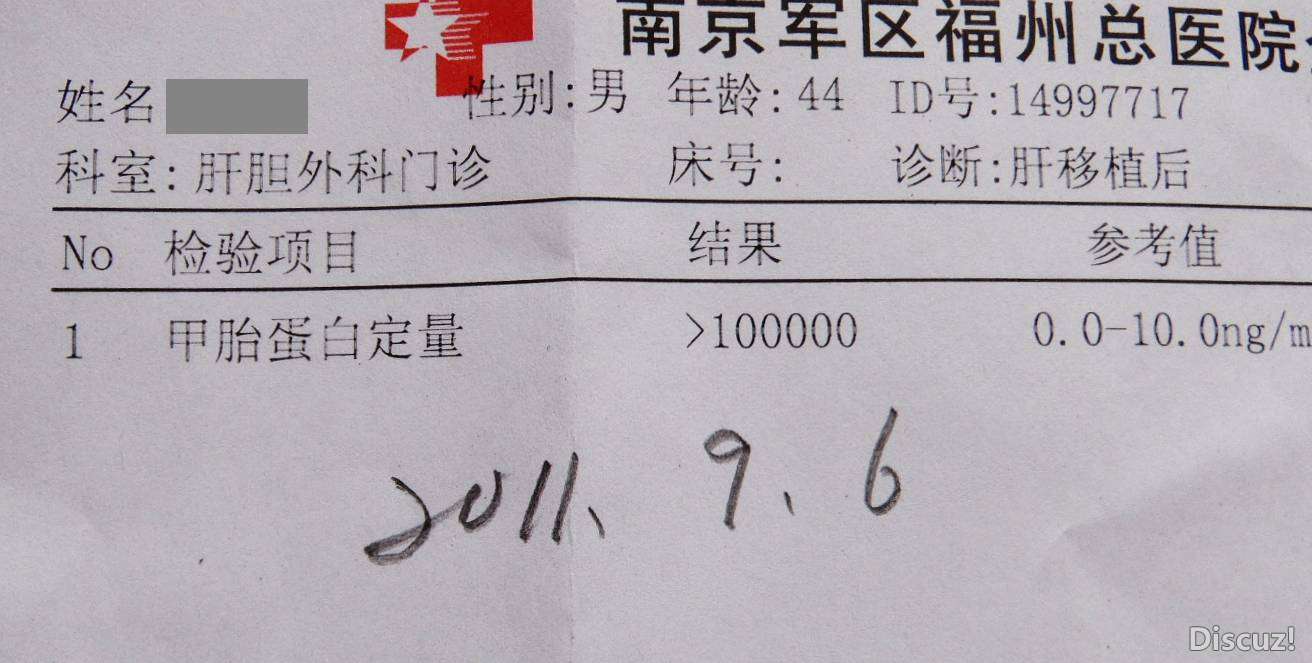 南京军区福州总医院
姓名 性别:男 年龄:44 ID号:14997717
科室:肝胆外科门诊 床号: 诊断:肝移植后
No 检验项目 结果 参考值
1 甲胎蛋白定量 >100000 0.0-10.0ng/m
2011、9、6
Discuz!